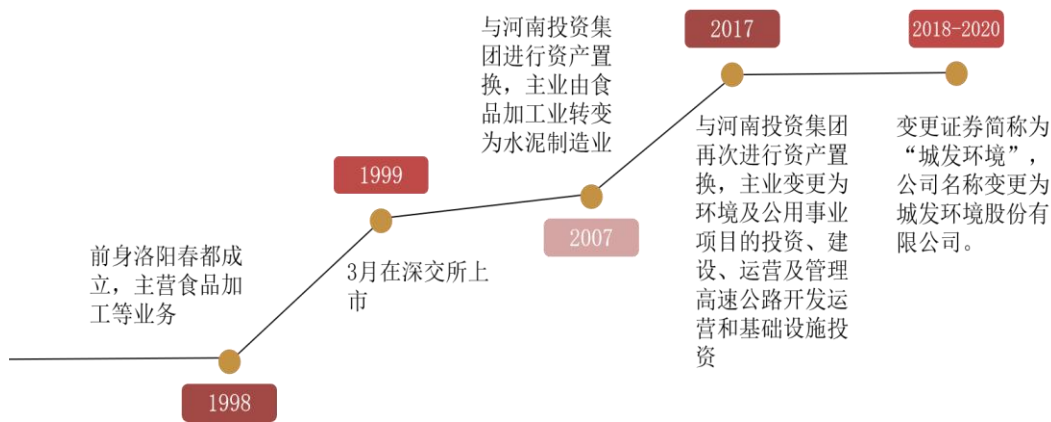 前身洛阳春都成
立，主营食品加
工等业务
1998
1999
3月在深交所上
市
与河南投资集
团进行资产置
换，主业由食
品加工业转变
为水泥制造业
2007
2017
与河南投资集团
再次进行资产置
换，主业变更为
环境及公用事业
项目的投资、建
设、运营及管理
高速公路开发运
营和基础设施投
资
2018-2020
变更证券简称为
“城发环境”，
公司名称变更为
城发环境股份有
限公司。